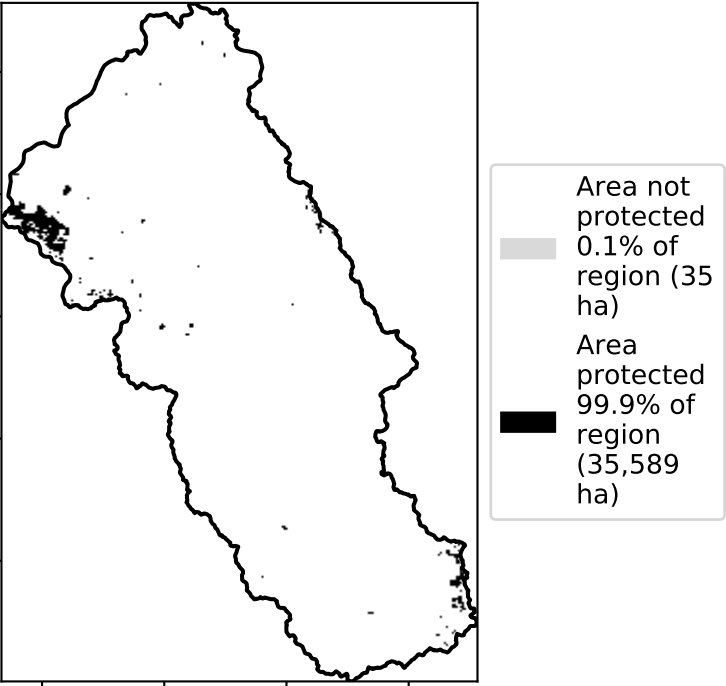 Area not
protected
0.1% of
region (35
ha)
Area
protected
99.9% of
region
(35,589
ha)